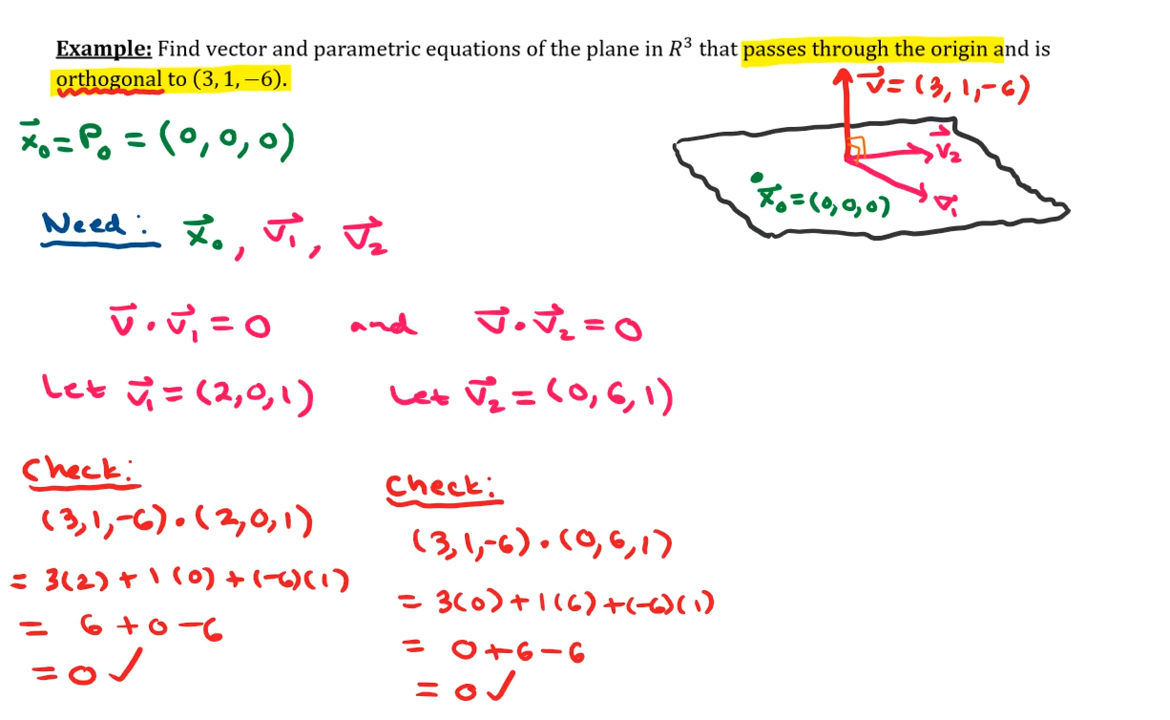 Example: Find vector and parametric equations of the plane in R³ that passes through the origin and is
orthogonal to (3, 1, −6).
v⃗ = (3, 1, -6)
x⃗₀ = P₀ = (0, 0, 0)
v⃗₂
x⃗₀ = (0, 0, 0)
v⃗₁
Need: x⃗₀, v⃗₁, v⃗₂
v⃗ · v⃗₁ = 0 and v⃗ · v⃗₂ = 0
Let v⃗₁ = (2, 0, 1) Let v⃗₂ = (0, 6, 1)
Check:
(3, 1, -6) · (2, 0, 1)
= 3(2) + 1(0) + (-6)(1)
= 6 + 0 - 6
= 0 ✓
Check:
(3, 1, -6) · (0, 6, 1)
= 3(0) + 1(6) + (-6)(1)
= 0 + 6 - 6
= 0 ✓